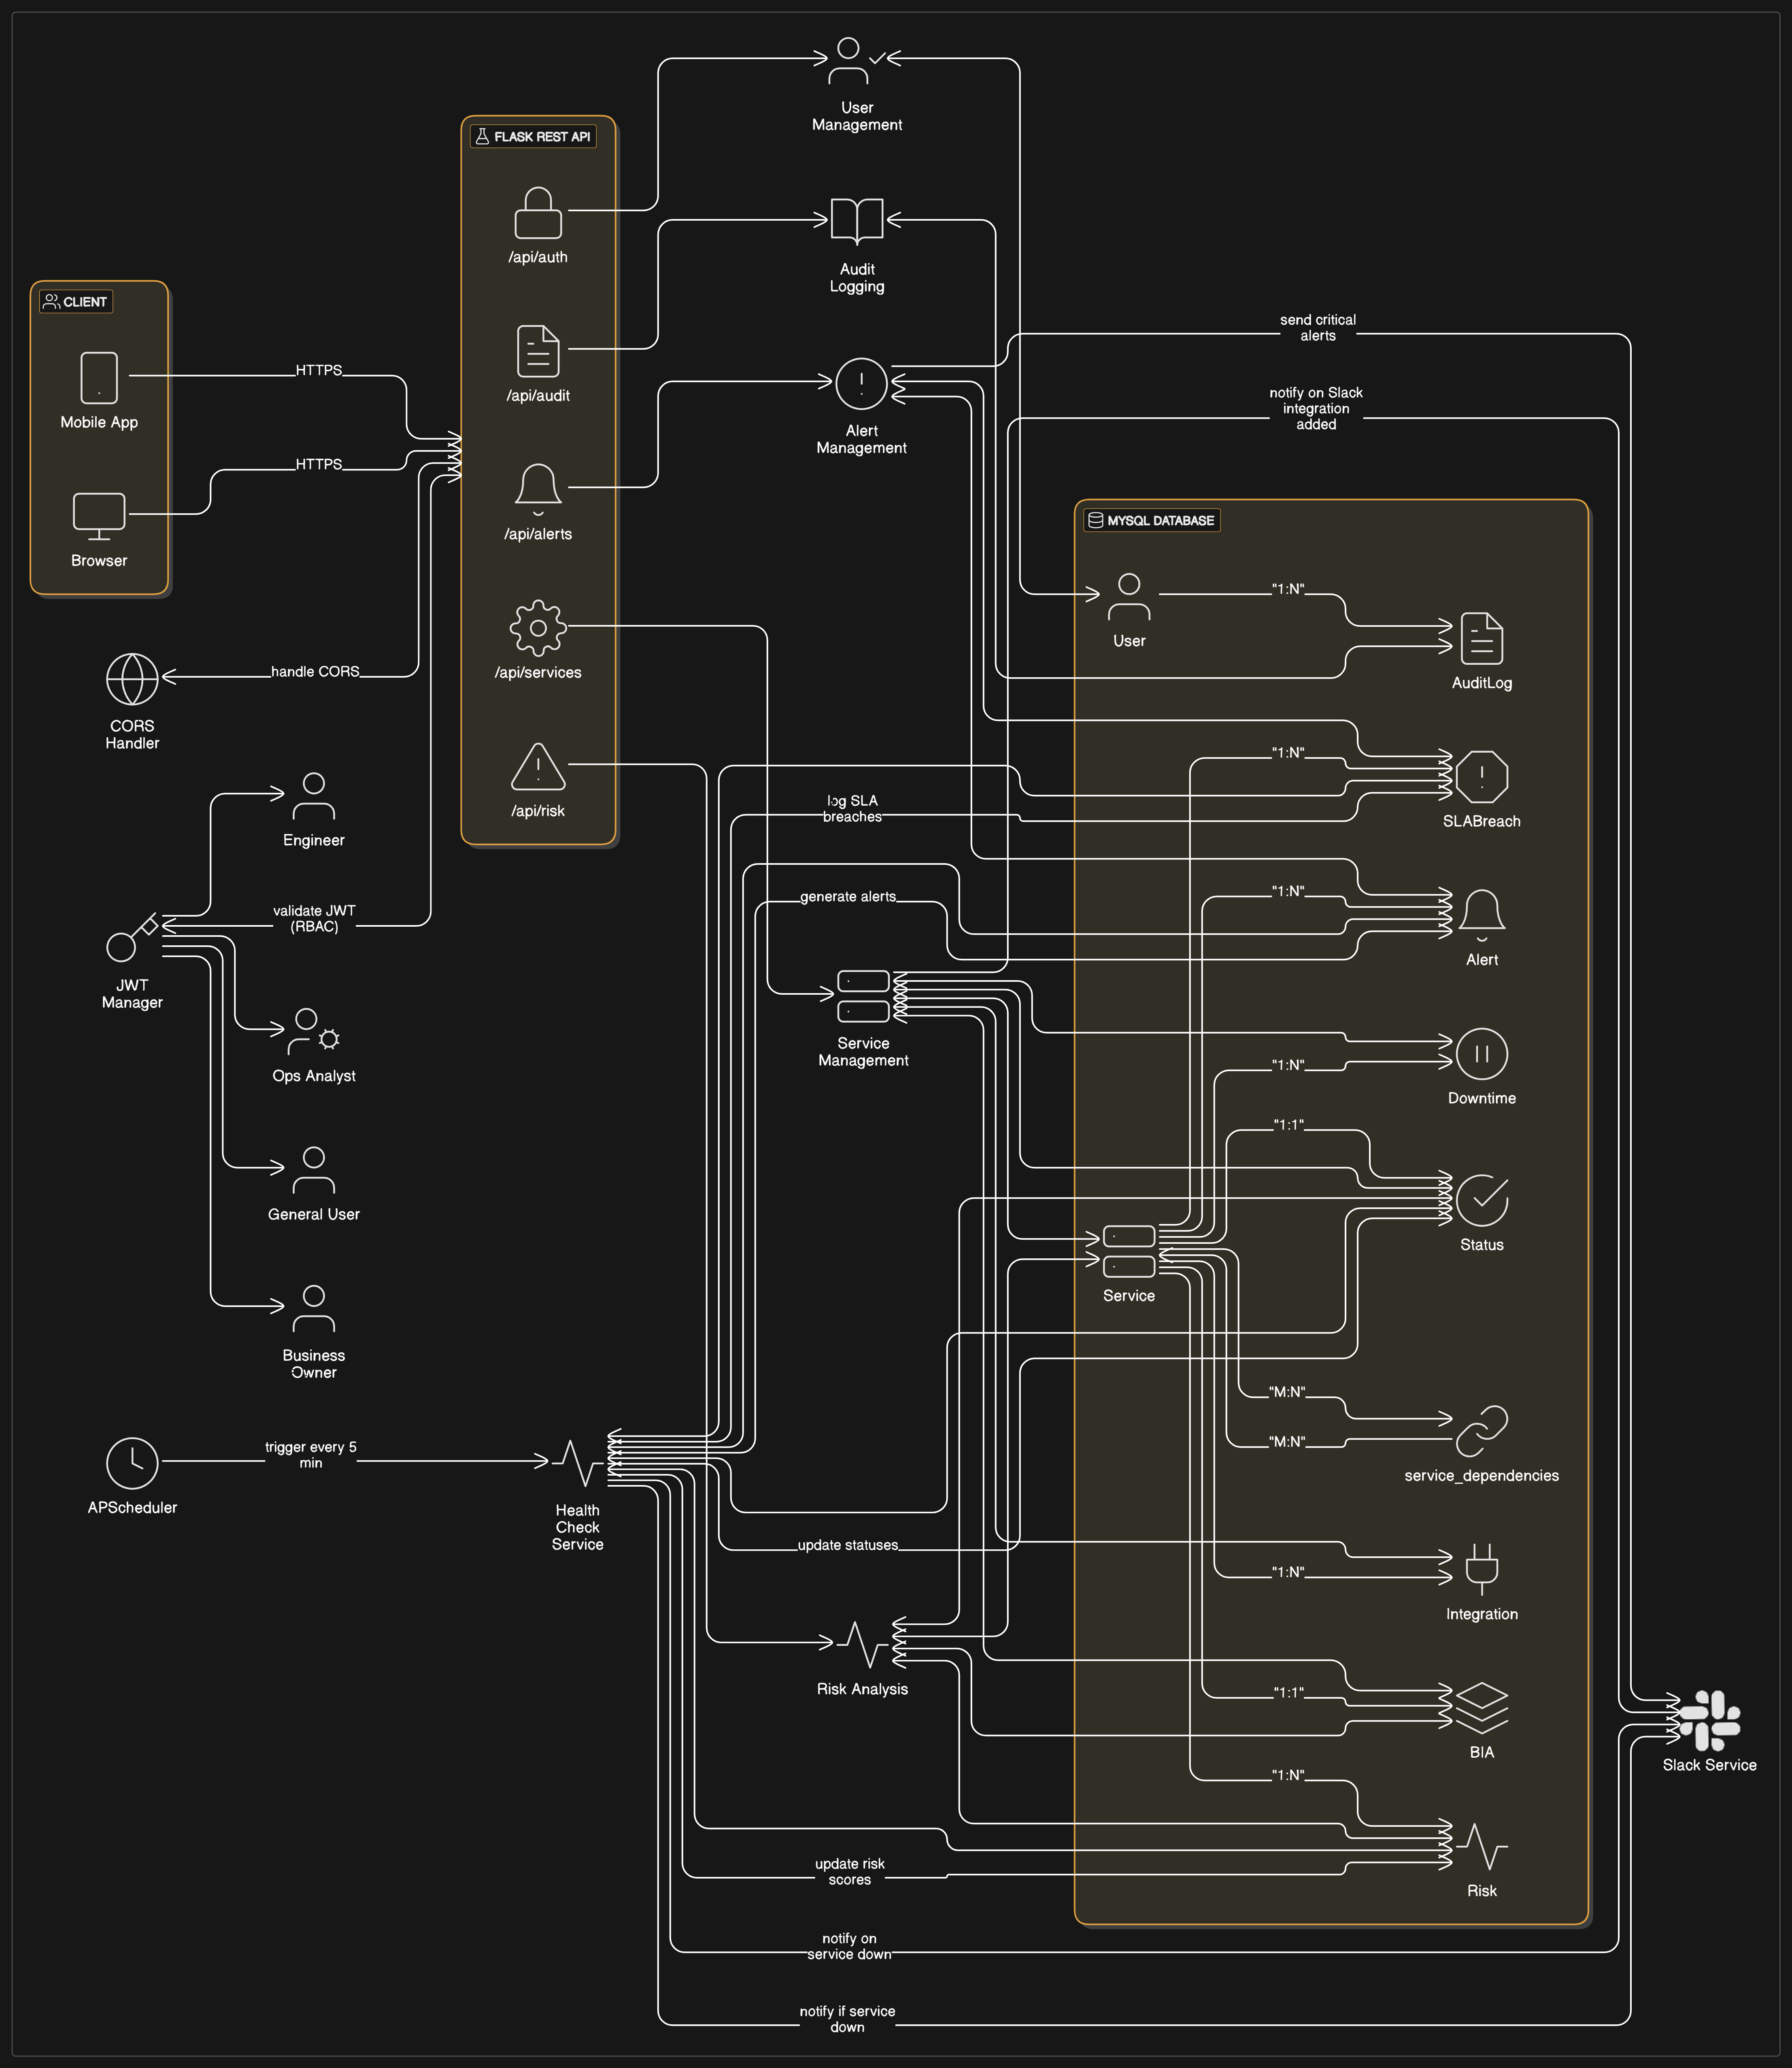 User
Management
FLASK REST API
/api/auth
Audit
Logging
CLIENT
send critical
alerts
HTTPS
Mobile App
/api/audit
notify on Slack
integration
added
Alert
Management
HTTPS
Browser
/api/alerts
MYSQL DATABASE
"1:N"
User
handle CORS
/api/services
AuditLog
CORS
Handler
"1:N"
log SLA
breaches
/api/risk
SLABreach
Engineer
generate alerts
"1:N"
validate JWT
(RBAC)
Alert
JWT
Manager
Service
Management
Ops Analyst
"1:N"
Downtime
"1:1"
General User
Status
Service
Business
Owner
"M:N"
"M:N"
service_dependencies
trigger every 5
min
APScheduler
Health
Check
Service
update statuses
"1:N"
Integration
Risk Analysis
"1:1"
BIA
Slack Service
"1:N"
update risk
scores
Risk
notify on
service down
notify if service
down